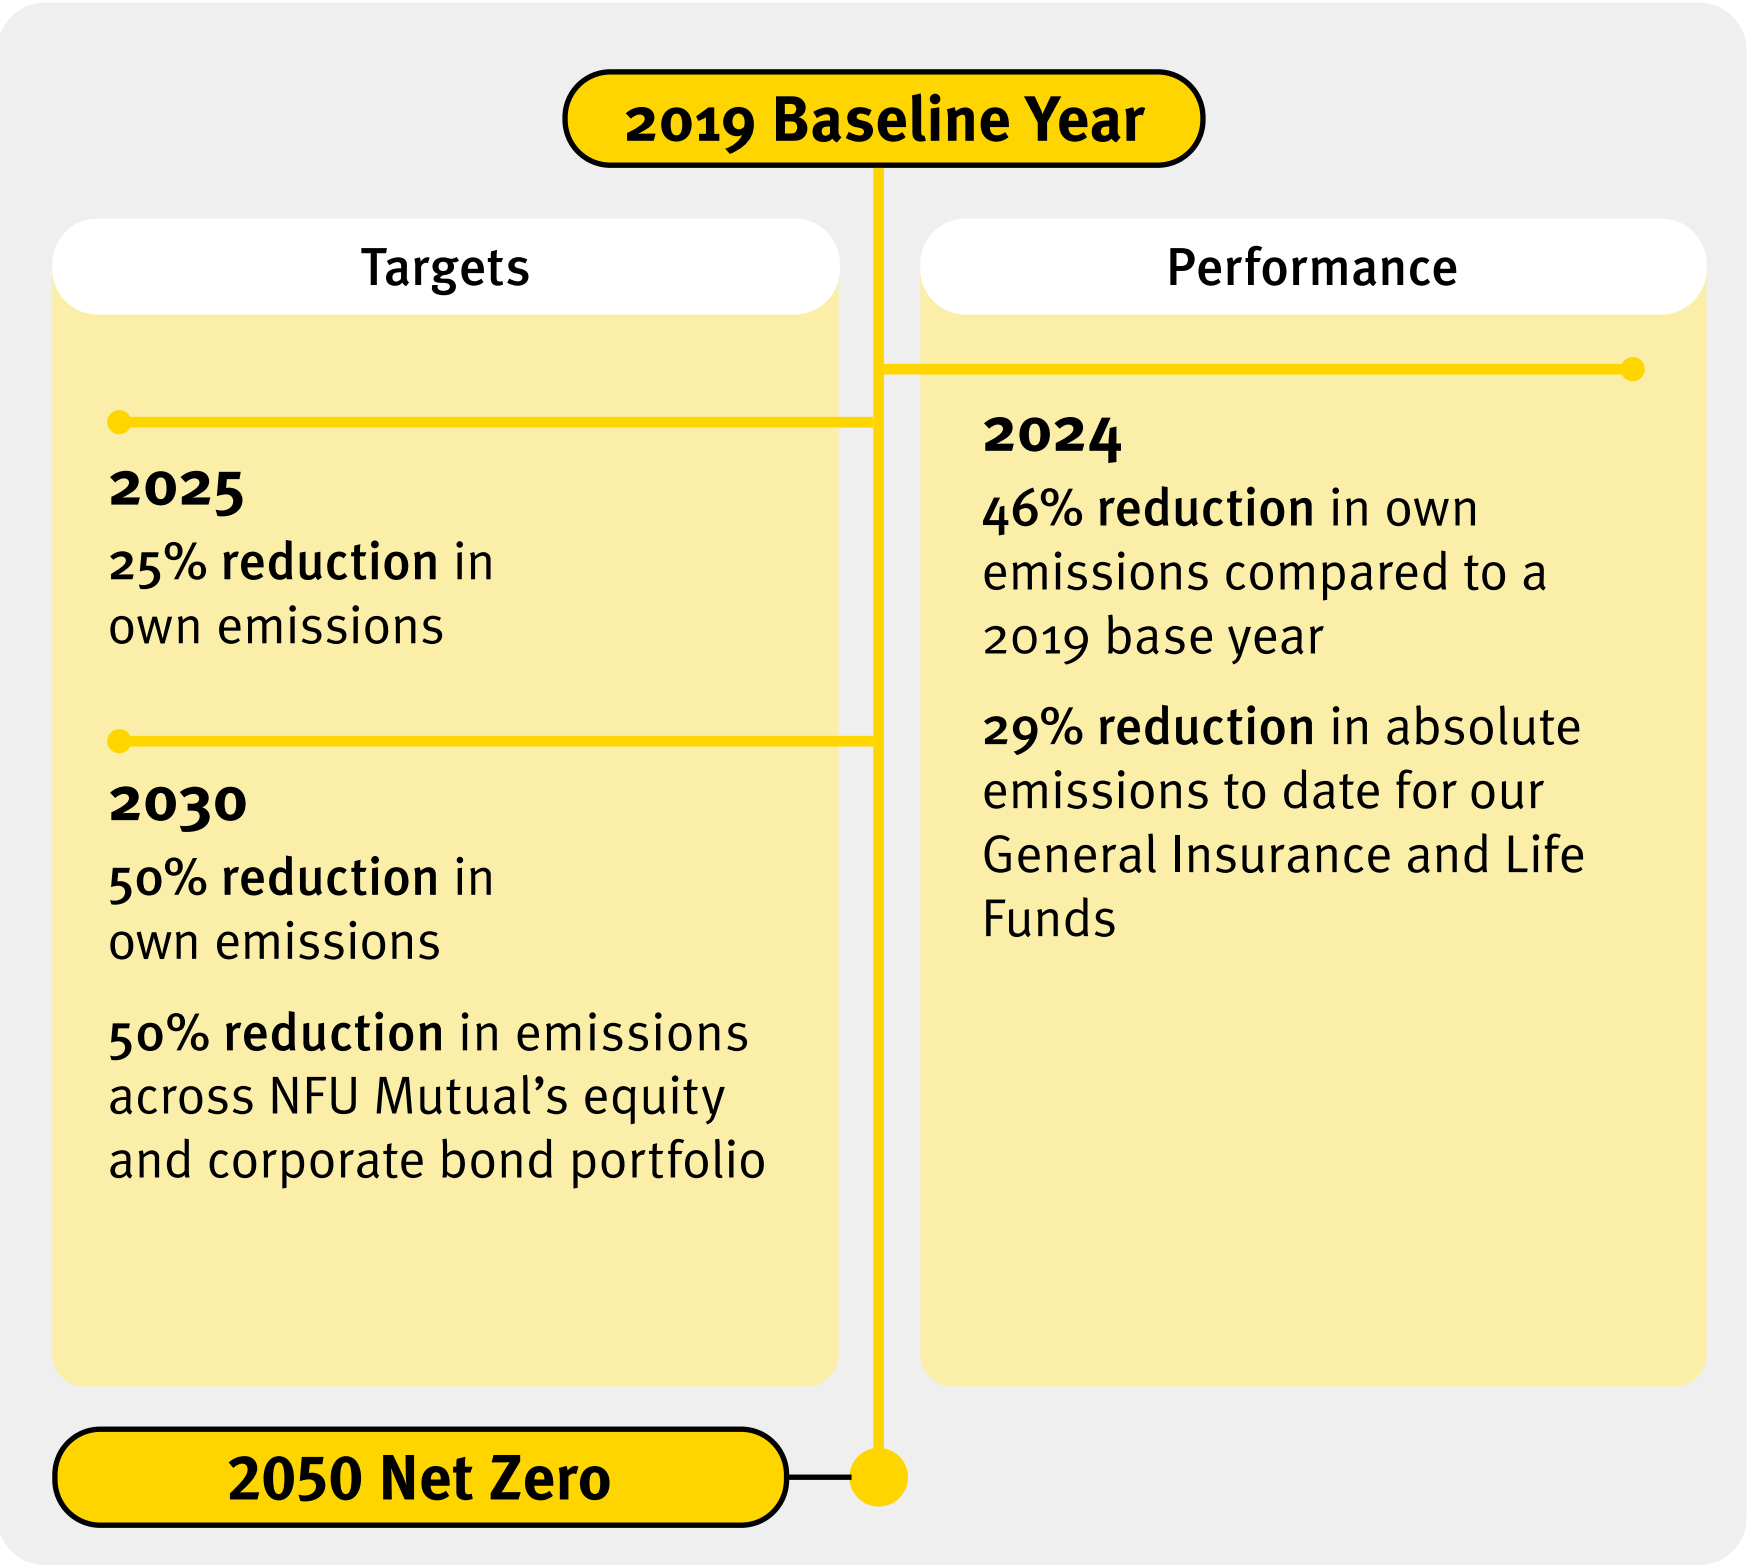 2019 Baseline Year
Targets
2025
25% reduction in
own emissions
2030
50% reduction in
own emissions
50% reduction in emissions
across NFU Mutual’s equity
and corporate bond portfolio
Performance
2024
46% reduction in own
emissions compared to a
2019 base year
29% reduction in absolute
emissions to date for our
General Insurance and Life
Funds
2050 Net Zero